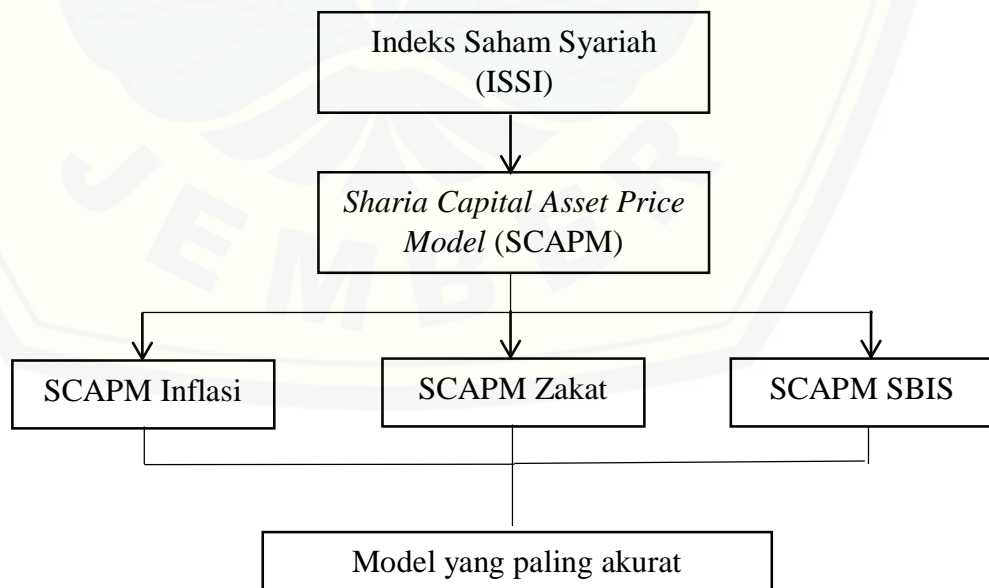 Indeks Saham Syariah
(ISSI)
Sharia Capital Asset Price
Model (SCAPM)
SCAPM Inflasi
SCAPM Zakat
SCAPM SBIS
Model yang paling akurat
JEMBER